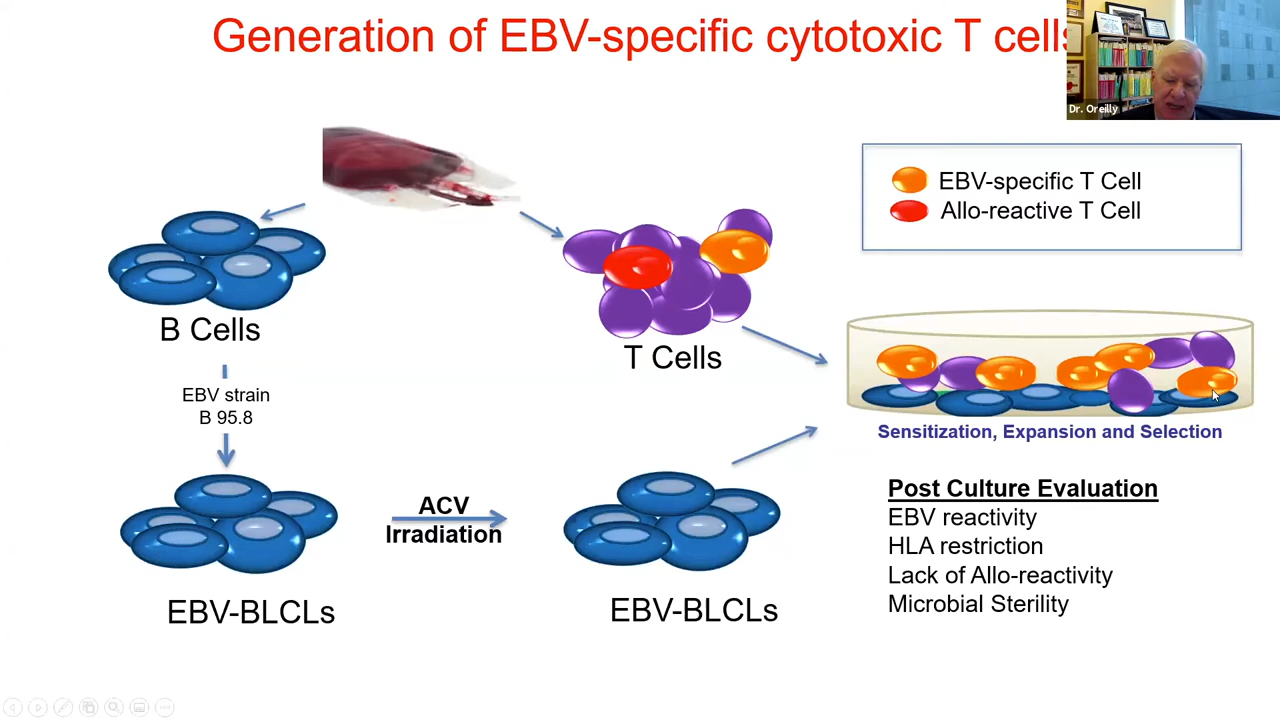 Generation of EBV-specific cytotoxic T cells
Dr. Oreilly
EBV-specific T Cell
Allo-reactive T Cell
B Cells
T Cells
EBV strain
B 95.8
Sensitization, Expansion and Selection
ACV
Irradiation
EBV-BLCLs
EBV-BLCLs
Post Culture Evaluation
EBV reactivity
HLA restriction
Lack of Allo-reactivity
Microbial Sterility